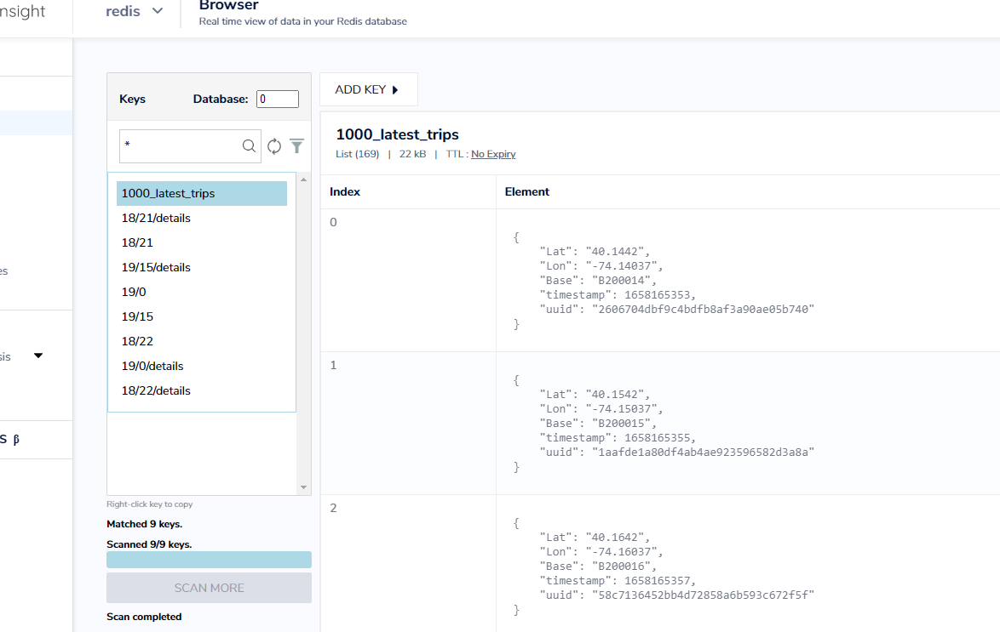 nsight
redis
Browser
Real time view of data in your Redis database
es
sis
S β
Keys
Database:
0
*
1000_latest_trips
18/21/details
18/21
19/15/details
19/0
19/15
18/22
19/0/details
18/22/details
Right-click key to copy
Matched 9 keys.
Scanned 9/9 keys.
SCAN MORE
Scan completed
ADD KEY
1000_latest_trips
List (169) | 22 kB | TTL : No Expiry
Index
Element
0
{
"Lat": "40.1442",
"Lon": "-74.14037",
"Base": "B200014",
"timestamp": 1658165353,
"uuid": "2606704dbf9c4bdfb8af3a90ae05b740"
}
1
{
"Lat": "40.1542",
"Lon": "-74.15037",
"Base": "B200015",
"timestamp": 1658165355,
"uuid": "1aafde1a80df4ab4ae923596582d3a8a"
}
2
{
"Lat": "40.1642",
"Lon": "-74.16037",
"Base": "B200016",
"timestamp": 1658165357,
"uuid": "58c7136452bb4d72858a6b593c672f5f"
}